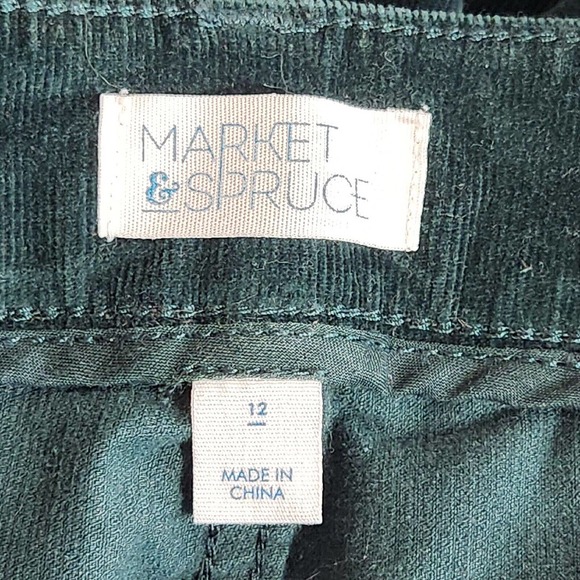 MARKET
& SPRUCE
12
MADE IN
CHINA